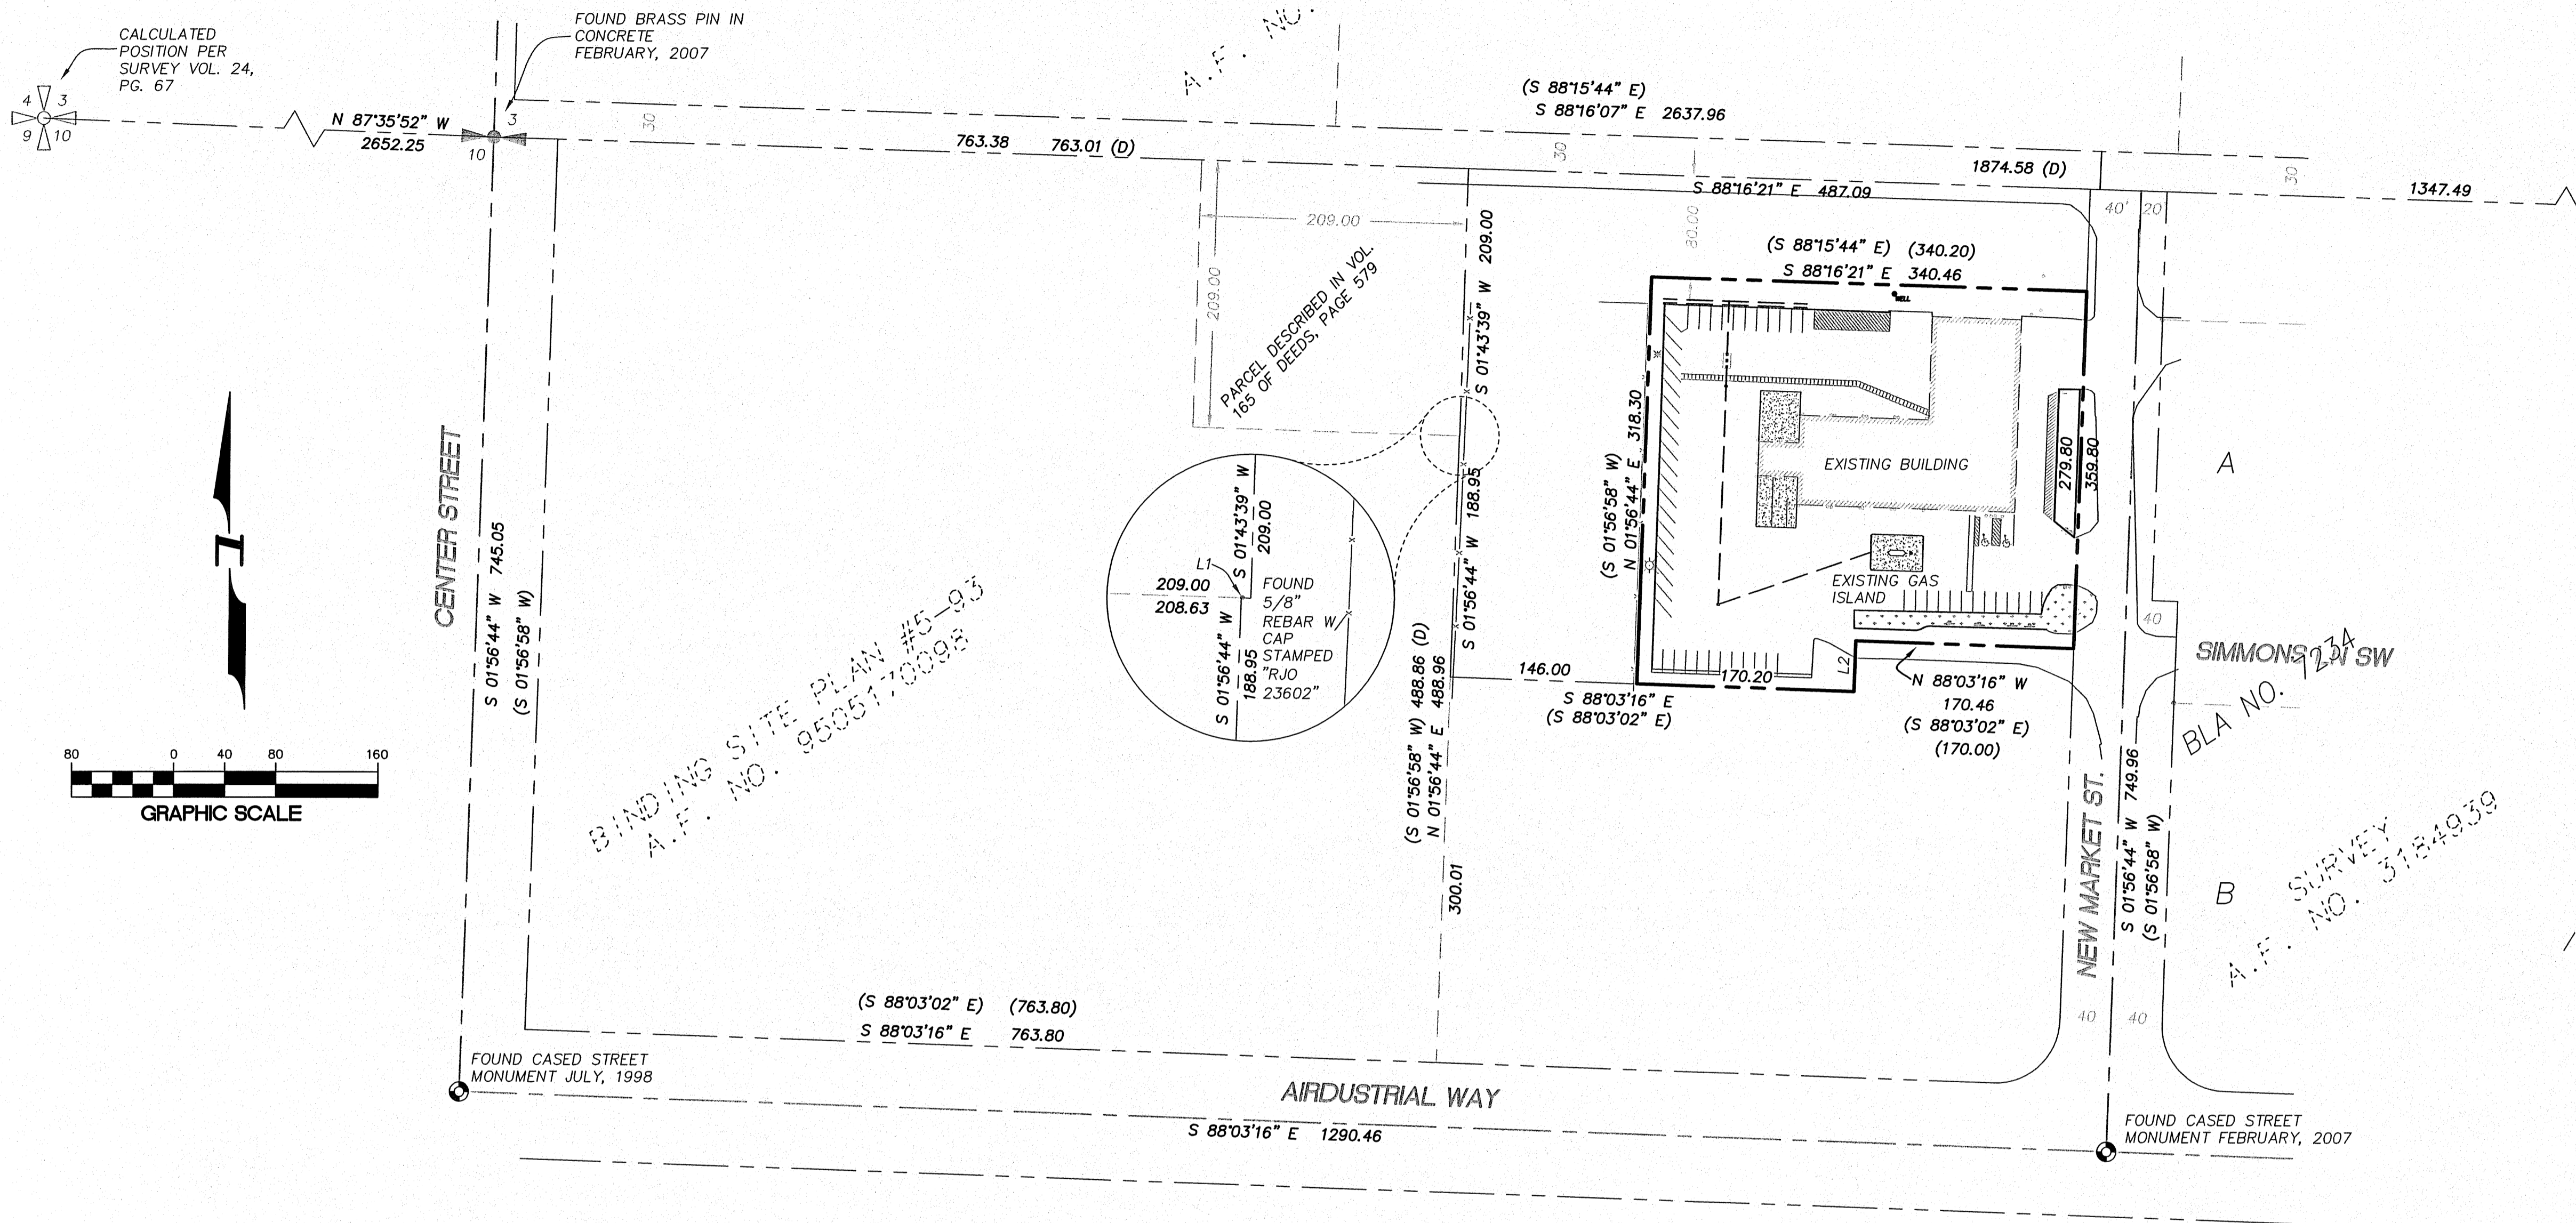 CALCULATED
POSITION PER
SURVEY VOL. 24,
PG. 67
FOUND BRASS PIN IN
CONCRETE
FEBRUARY, 2007
A.F. NO.
4 3
9 10
N 87°35'52" W
2652.25
3
10
30
763.38 763.01 (D)
(S 88°15'44" E)
S 88°16'07" E 2637.96
30
1874.58 (D)
30
1347.49
S 88°16'21" E 487.09
40' 20
209.00
209.00
PARCEL DESCRIBED IN VOL.
165 OF DEEDS, PAGE 579
S 01°43'39" W 209.00
80.00
(S 88°15'44" E) (340.20)
S 88°16'21" E 340.46
WELL
(S 01°56'58" W)
N 01°56'44" E 318.30
EXISTING BUILDING
279.80
359.80
A
EXISTING GAS
ISLAND
CENTER STREET
S 01°56'44" W 745.05
(S 01°56'58" W)
L1
S 01°43'39" W
209.00
209.00
208.63
S 01°56'44" W
188.95
FOUND
5/8"
REBAR W/
CAP
STAMPED
"RJO
23602"
S 01°56'44" W 188.95
(S 01°56'58" W) 488.86 (D)
N 01°56'44" E 488.96
146.00
S 88°03'16" E
(S 88°03'02" E)
170.20
L2
N 88°03'16" W
170.46
(S 88°03'02" E)
(170.00)
40
SIMMONS LN SW
BLA NO. 7234
BINDING SITE PLAN #5-93
A.F. NO. 9505170098
80 0 40 80 160
GRAPHIC SCALE
300.01
NEW MARKET ST.
S 01°56'44" W 749.96
(S 01°56'58" W)
B
SURVEY
A.F. NO. 3184939
40 40
(S 88°03'02" E) (763.80)
S 88°03'16" E 763.80
FOUND CASED STREET
MONUMENT JULY, 1998
AIRDUSTRIAL WAY
S 88°03'16" E 1290.46
FOUND CASED STREET
MONUMENT FEBRUARY, 2007